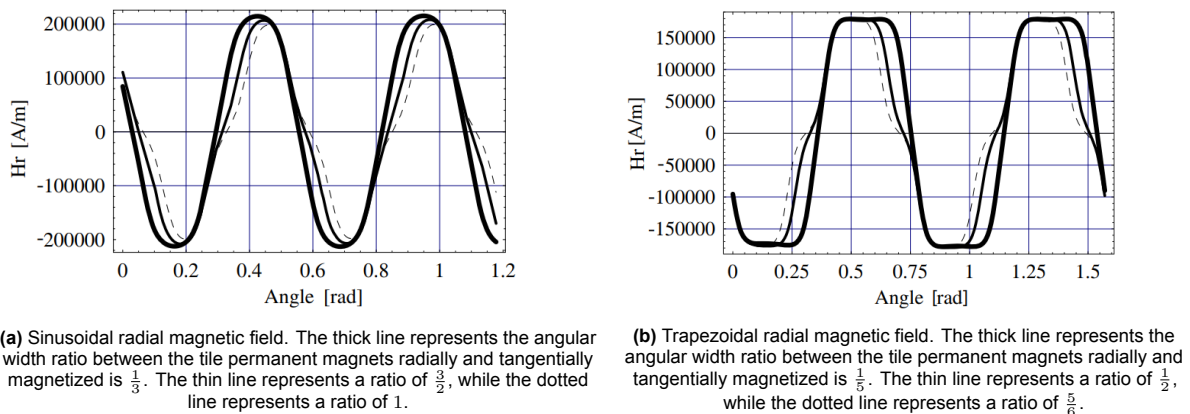 200000
100000
0
-100000
-200000
Hr [A/m]
0 0.2 0.4 0.6 0.8 1 1.2
Angle [rad]
(a) Sinusoidal radial magnetic field. The thick line represents the angular
width ratio between the tile permanent magnets radially and tangentially
magnetized is 1/3. The thin line represents a ratio of 3/2, while the dotted
line represents a ratio of 1.
150000
100000
50000
0
-50000
-100000
-150000
Hr [A/m]
0 0.25 0.5 0.75 1 1.25 1.5
Angle [rad]
(b) Trapezoidal radial magnetic field. The thick line represents the
angular width ratio between the tile permanent magnets radially and
tangentially magnetized is 1/5. The thin line represents a ratio of 1/2,
while the dotted line represents a ratio of 5/6.